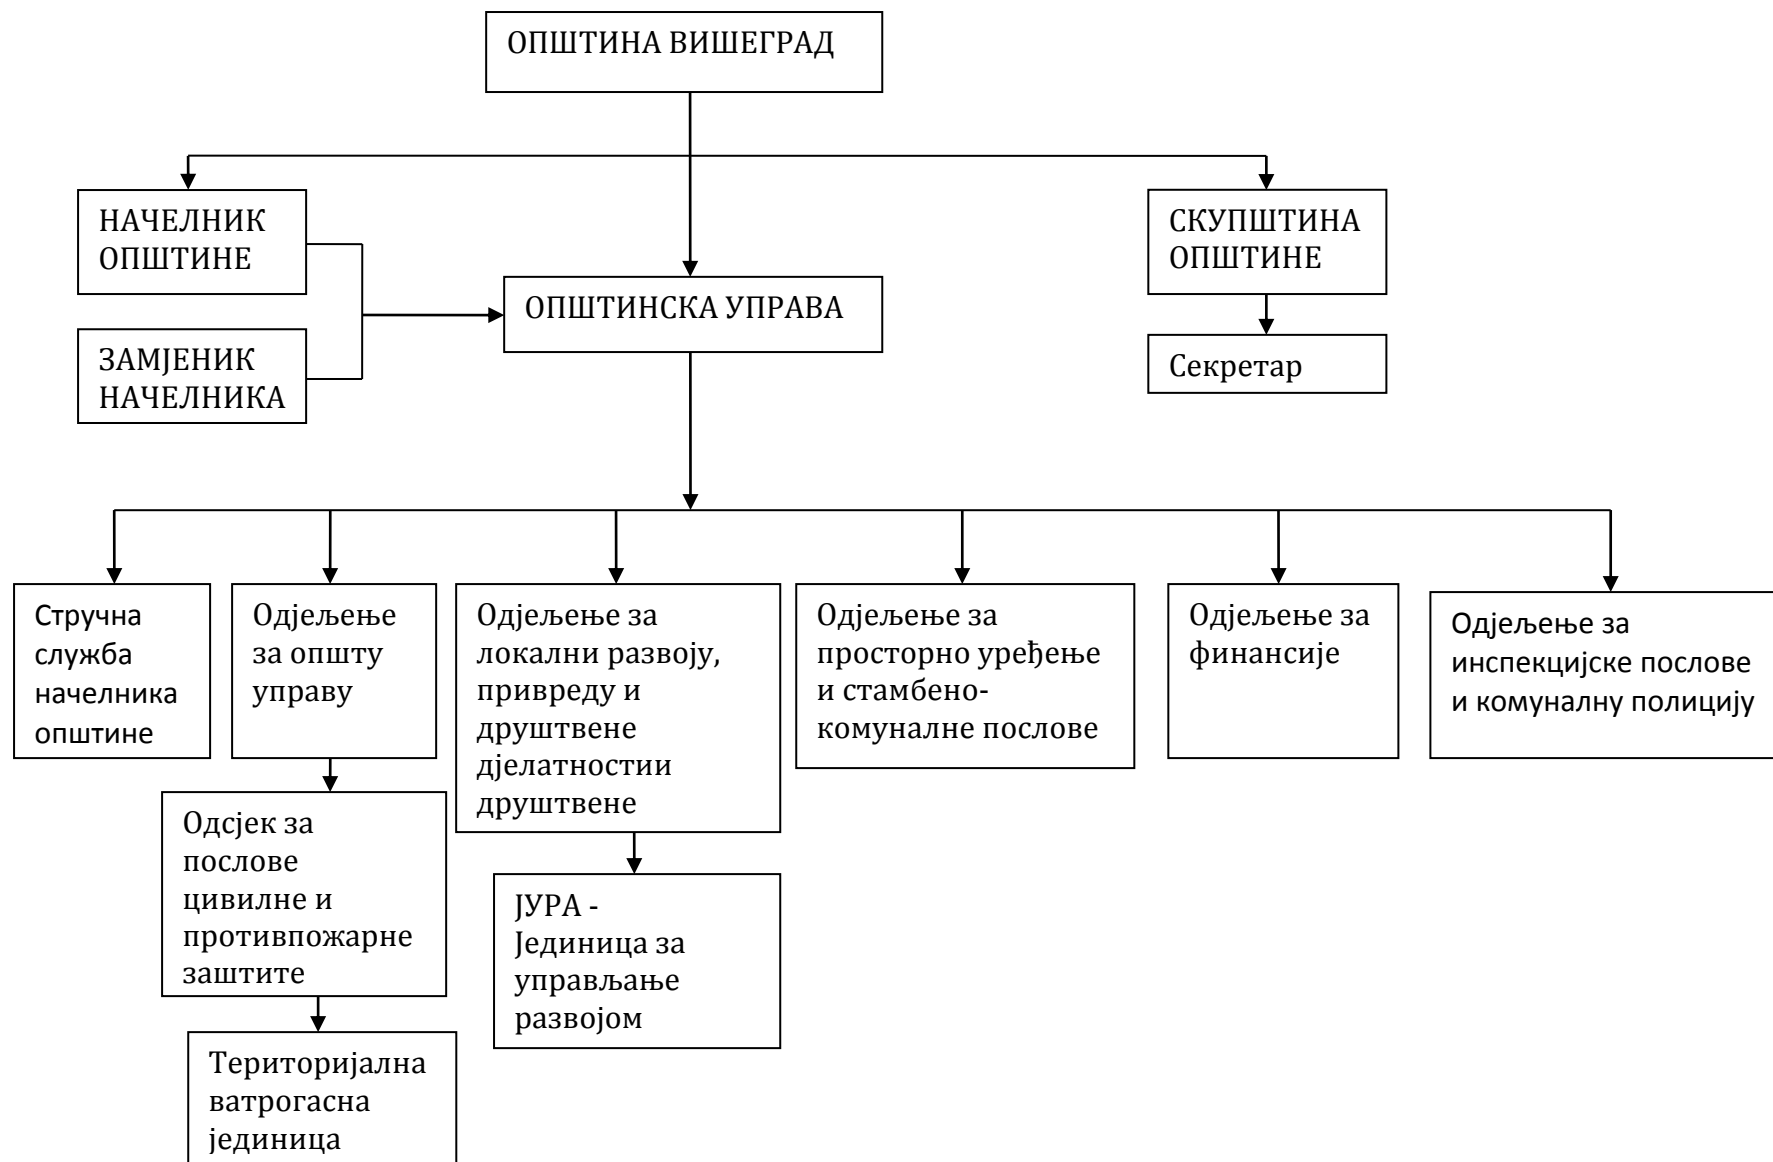 ОПШТИНА ВИШЕГРАД
НАЧЕЛНИК
ОПШТИНЕ
СКУПШТИНА
ОПШТИНЕ
ОПШТИНСКА УПРАВА
ЗАМЈЕНИК
НАЧЕЛНИКА
Секретар
Стручна
служба
начелника
општине
Одјељење
за општу
управу
Одјељење за
локални развоју,
привреду и
друштвене
дјелатностии
друштвене
Одјељење за
просторно уређење
и стамбено-
комуналне послове
Одјељење за
финансије
Одјељење за
инспекцијске послове
и комуналну полицију
Одсјек за
послове
цивилне и
противпожарне
заштите
ЈУРА -
Јединица за
управљање
развојом
Територијална
ватрогасна
јединица